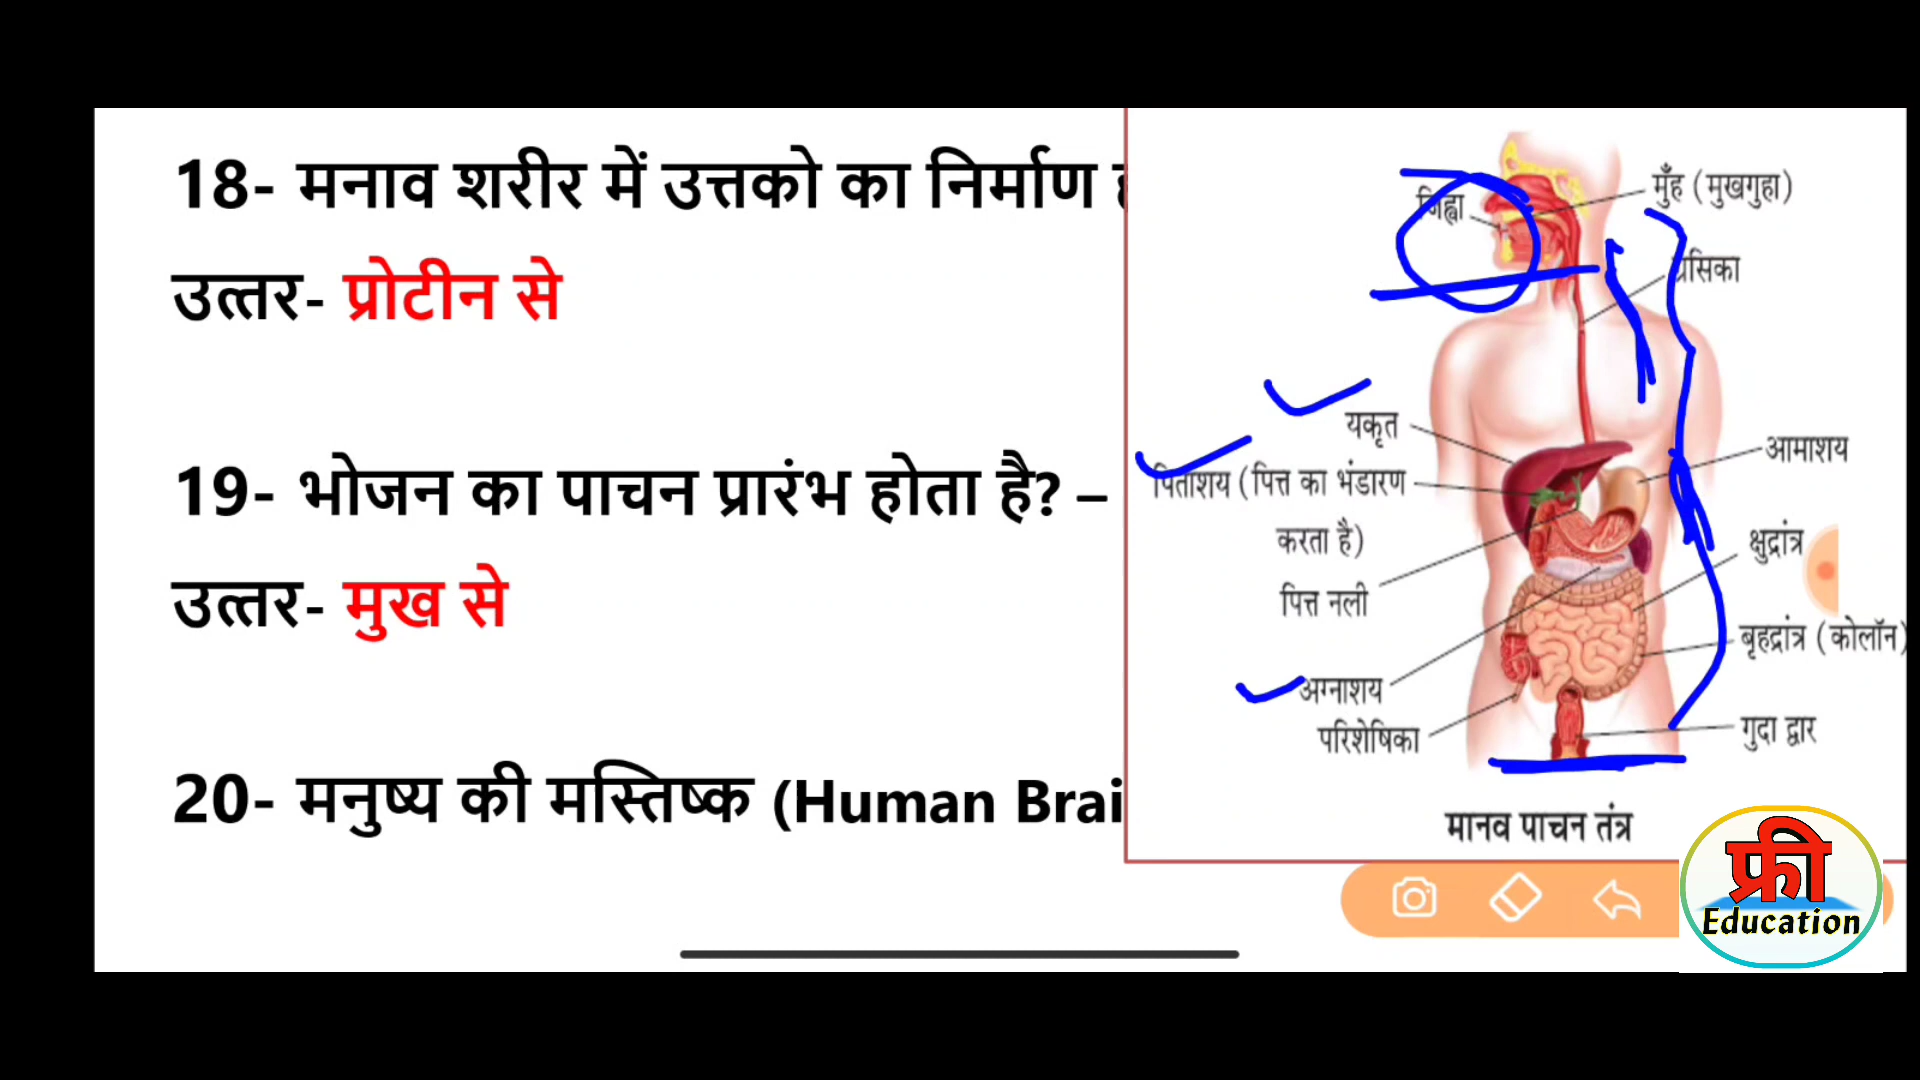 18- मनाव शरीर में उत्तको का निर्माण
उत्तर- प्रोटीन से
19- भोजन का पाचन प्रारंभ होता है? –
उत्तर- मुख से
20- मनुष्य की मस्तिष्क (Human Brai
मुँह (मुखगुहा)
जिह्वा
ग्रसिका
यकृत
आमाशय
पित्ताशय (पित्त का भंडारण
करता है)
क्षुद्रांत्र
पित्त नली
बृहद्रांत्र (कोलॉन)
अग्नाशय
परिशेषिका
गुदा द्वार
मानव पाचन तंत्र
फ्री
Education